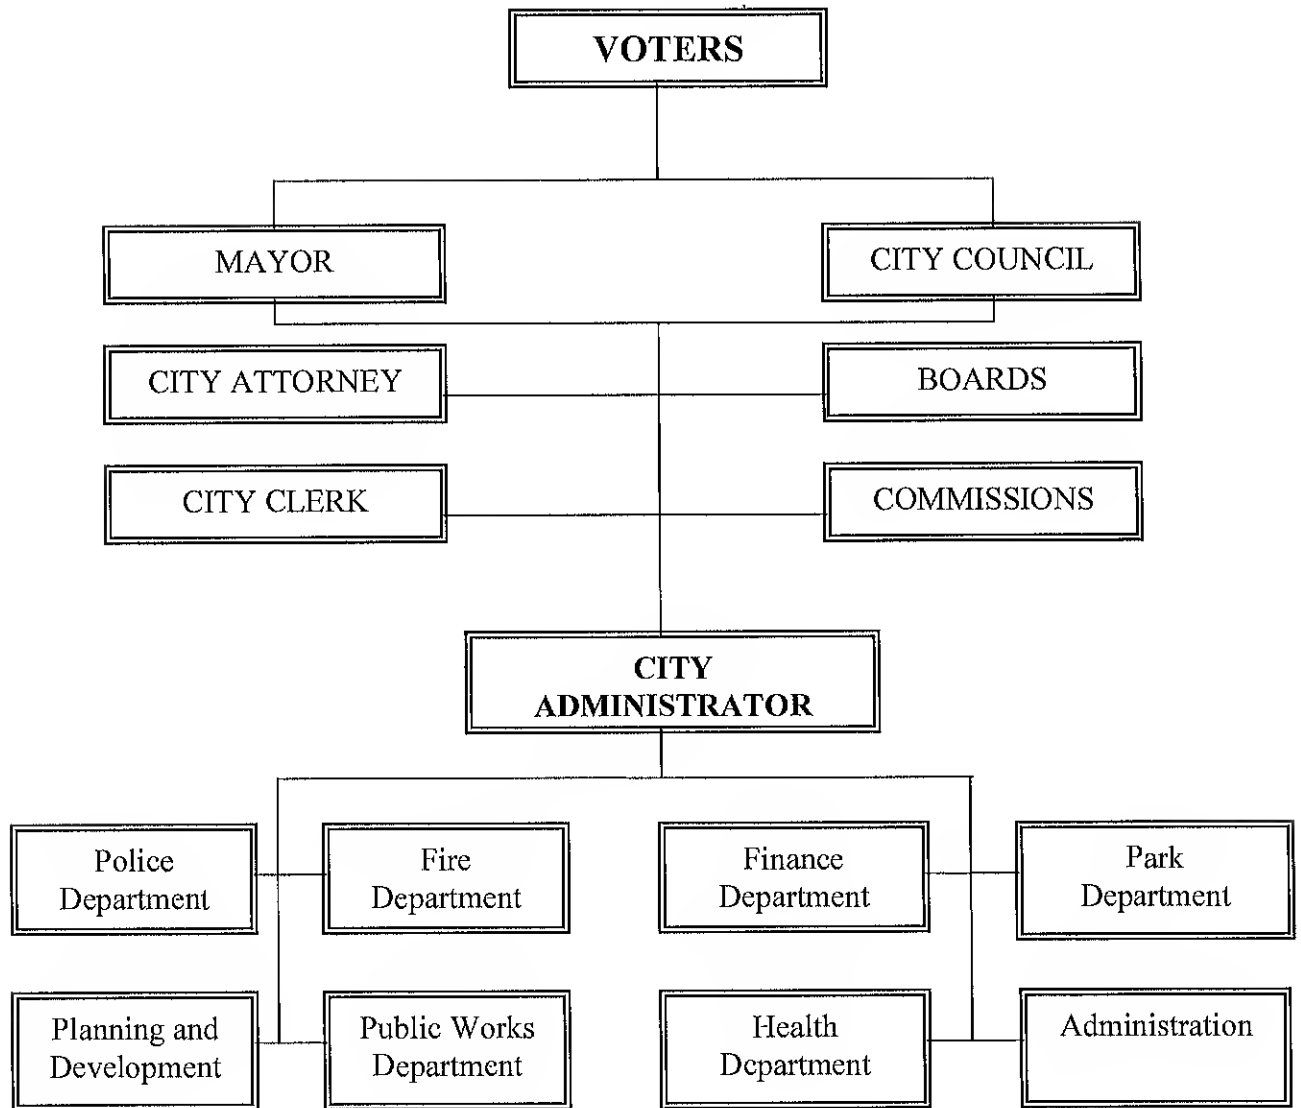 VOTERS
MAYOR
CITY COUNCIL
CITY ATTORNEY
BOARDS
CITY CLERK
COMMISSIONS
CITY
ADMINISTRATOR
Police
Department
Fire
Department
Finance
Department
Park
Department
Planning and
Development
Public Works
Department
Health
Department
Administration